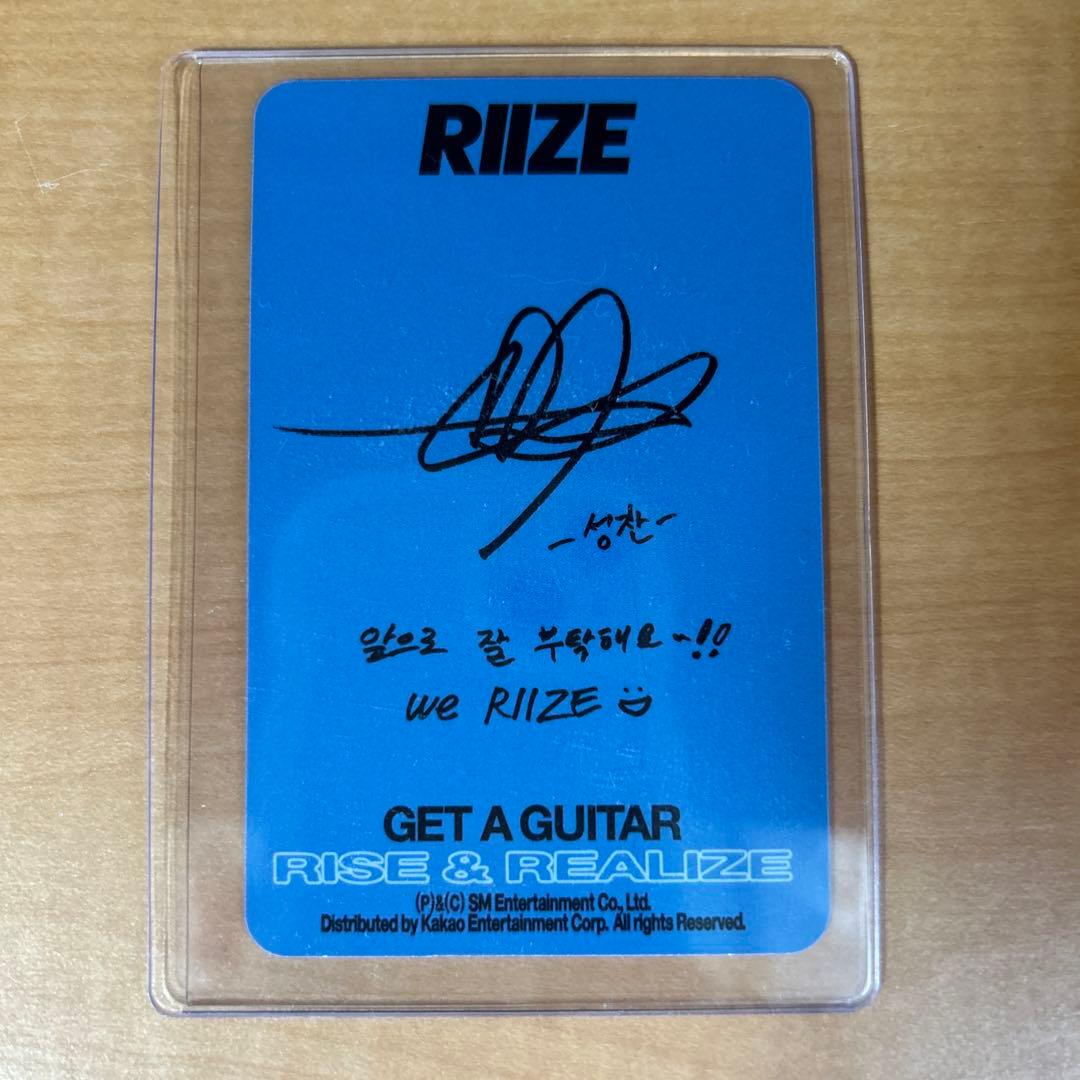 RIIZE
-성찬-
앞으로 잘 부탁해요~!!
we RIIZE
GET A GUITAR
RISE & REALIZE
(P)&(C) SM Entertainment Co., Ltd.
Distributed by Kakao Entertainment Corp. All rights Reserved.